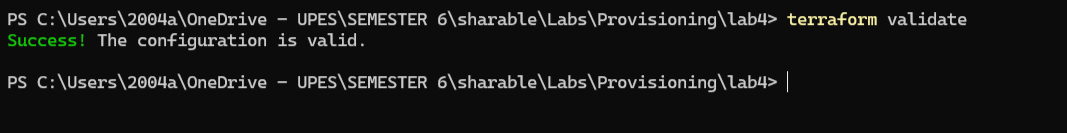 PS C:\Users\2004a\OneDrive - UPES\SEMESTER 6\sharable\Labs\Provisioning\lab4> terraform validate
Success! The configuration is valid.
PS C:\Users\2004a\OneDrive - UPES\SEMESTER 6\sharable\Labs\Provisioning\lab4>